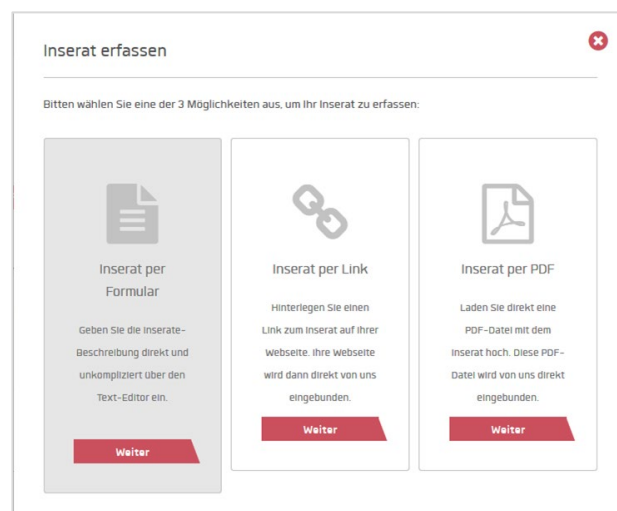 Inserat erfassen
Bitten wählen Sie eine der 3 Möglichkeiten aus, um Ihr Inserat zu erfassen:
Inserat per
Formular
Geben Sie die Inserate-
Beschreibung direkt und
unkompliziert über den
Text-Editor ein.
Weiter
Inserat per Link
Hinterlegen Sie einen
Link zum Inserat auf Ihrer
Webseite. Ihre Webseite
wird dann direkt von uns
eingebunden.
Weiter
Inserat per PDF
Laden Sie direkt eine
PDF-Datei mit dem
Inserat hoch. Diese PDF-
Datei wird von uns direkt
eingebunden.
Weiter